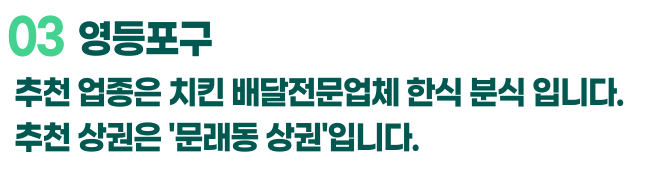 03 영등포구
추천 업종은 치킨 배달전문업체 한식 분식 입니다.
추천 상권은 '문래동 상권'입니다.